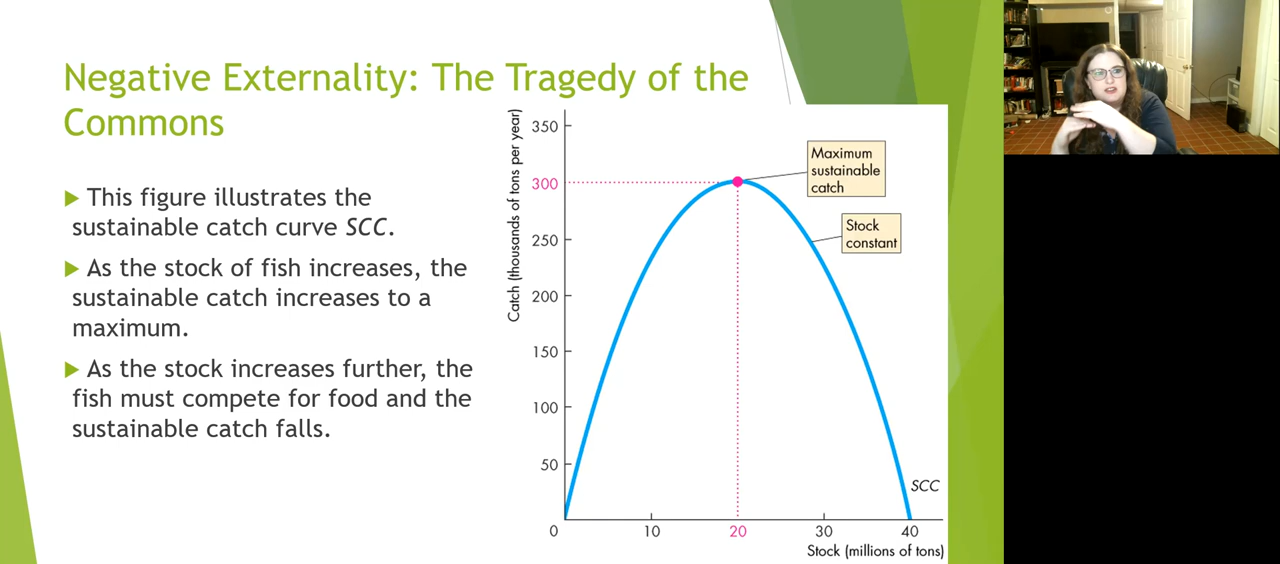 Negative Externality: The Tragedy of the
Commons
This figure illustrates the
sustainable catch curve SCC.
As the stock of fish increases, the
sustainable catch increases to a
maximum.
As the stock increases further, the
fish must compete for food and the
sustainable catch falls.
Catch (thousands of tons per year)
350
300
250
200
150
100
50
0
10
20
30
40
Stock (millions of tons)
Maximum
sustainable
catch
Stock
constant
SCC